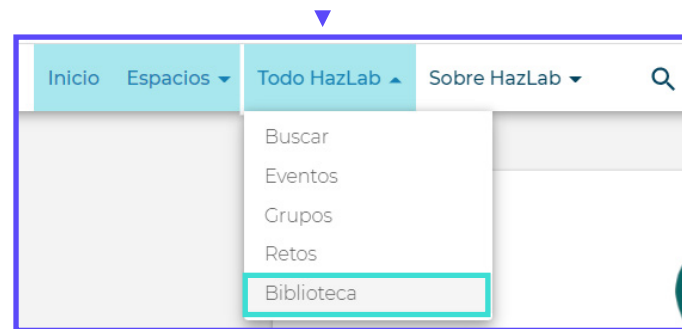 Inicio Espacios Todo HazLab Sobre HazLab
Buscar
Eventos
Grupos
Retos
Biblioteca